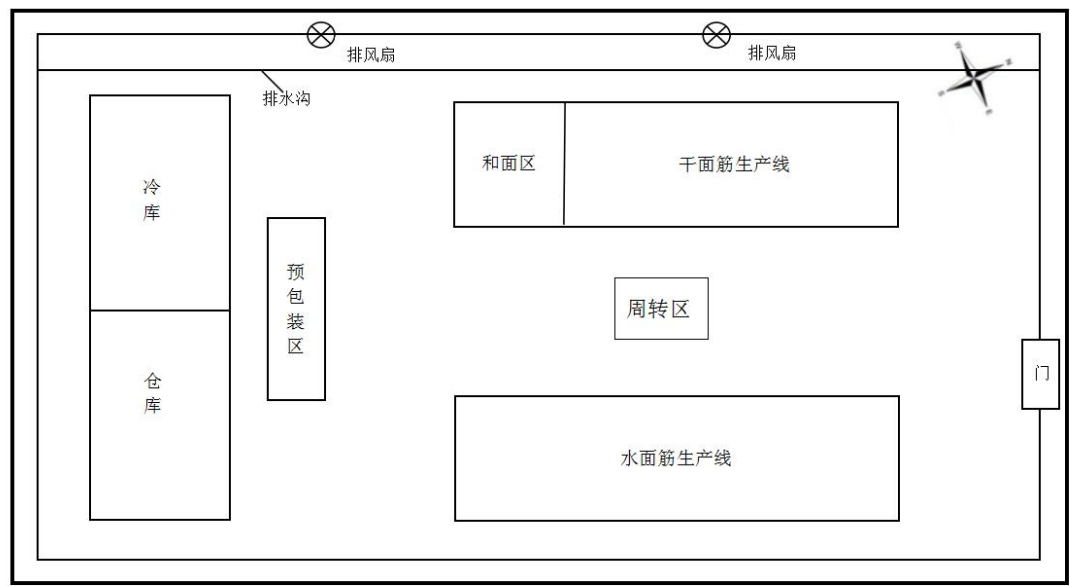 排风扇
排风扇
排水沟
和面区
干面筋生产线
冷
库
预
包
装
区
周转区
门
仓
库
水面筋生产线